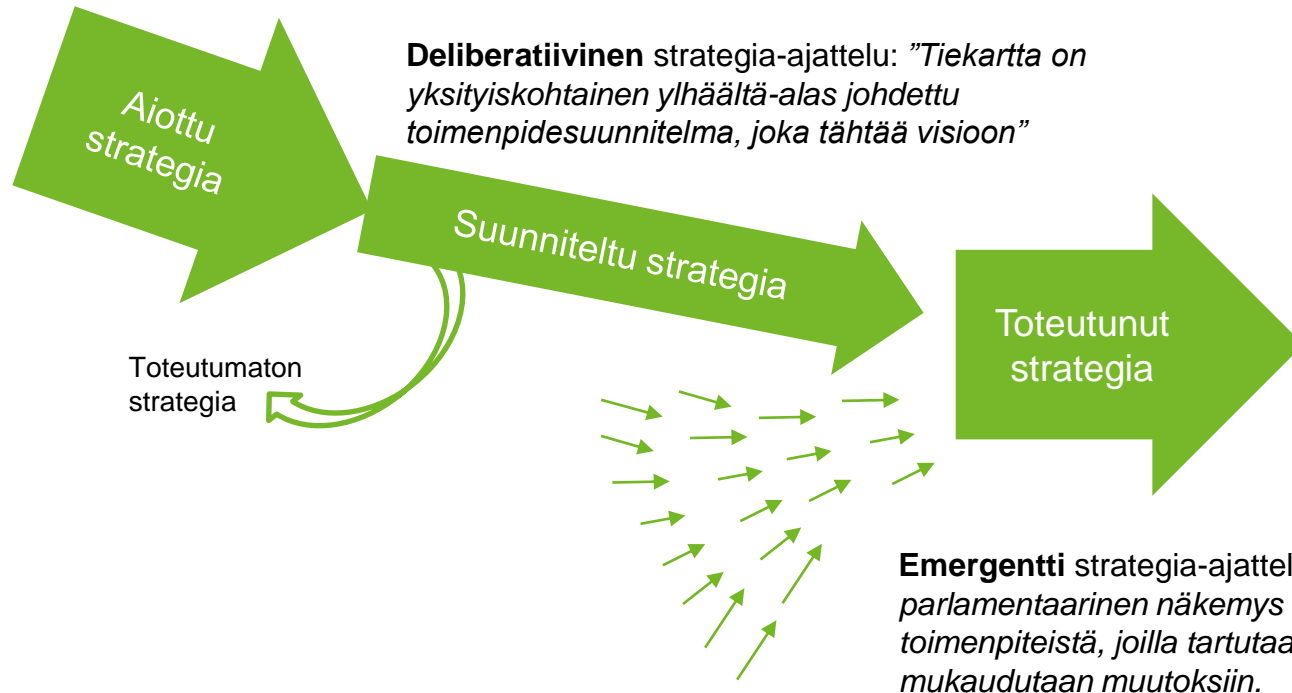 Deliberatiivinen strategia-ajattelu: ”Tiekartta on
yksityiskohtainen ylhäältä-alas johdettu
toimenpidesuunnitelma, joka tähtää visioon”
Aiottu
strategia
Suunniteltu strategia
Toteutunut
strategia
Toteutumaton
strategia
Emergentti strategia-ajattel
parlamentaarinen näkemys
toimenpiteistä, joilla tartutaa
mukaudutaan muutoksiin.